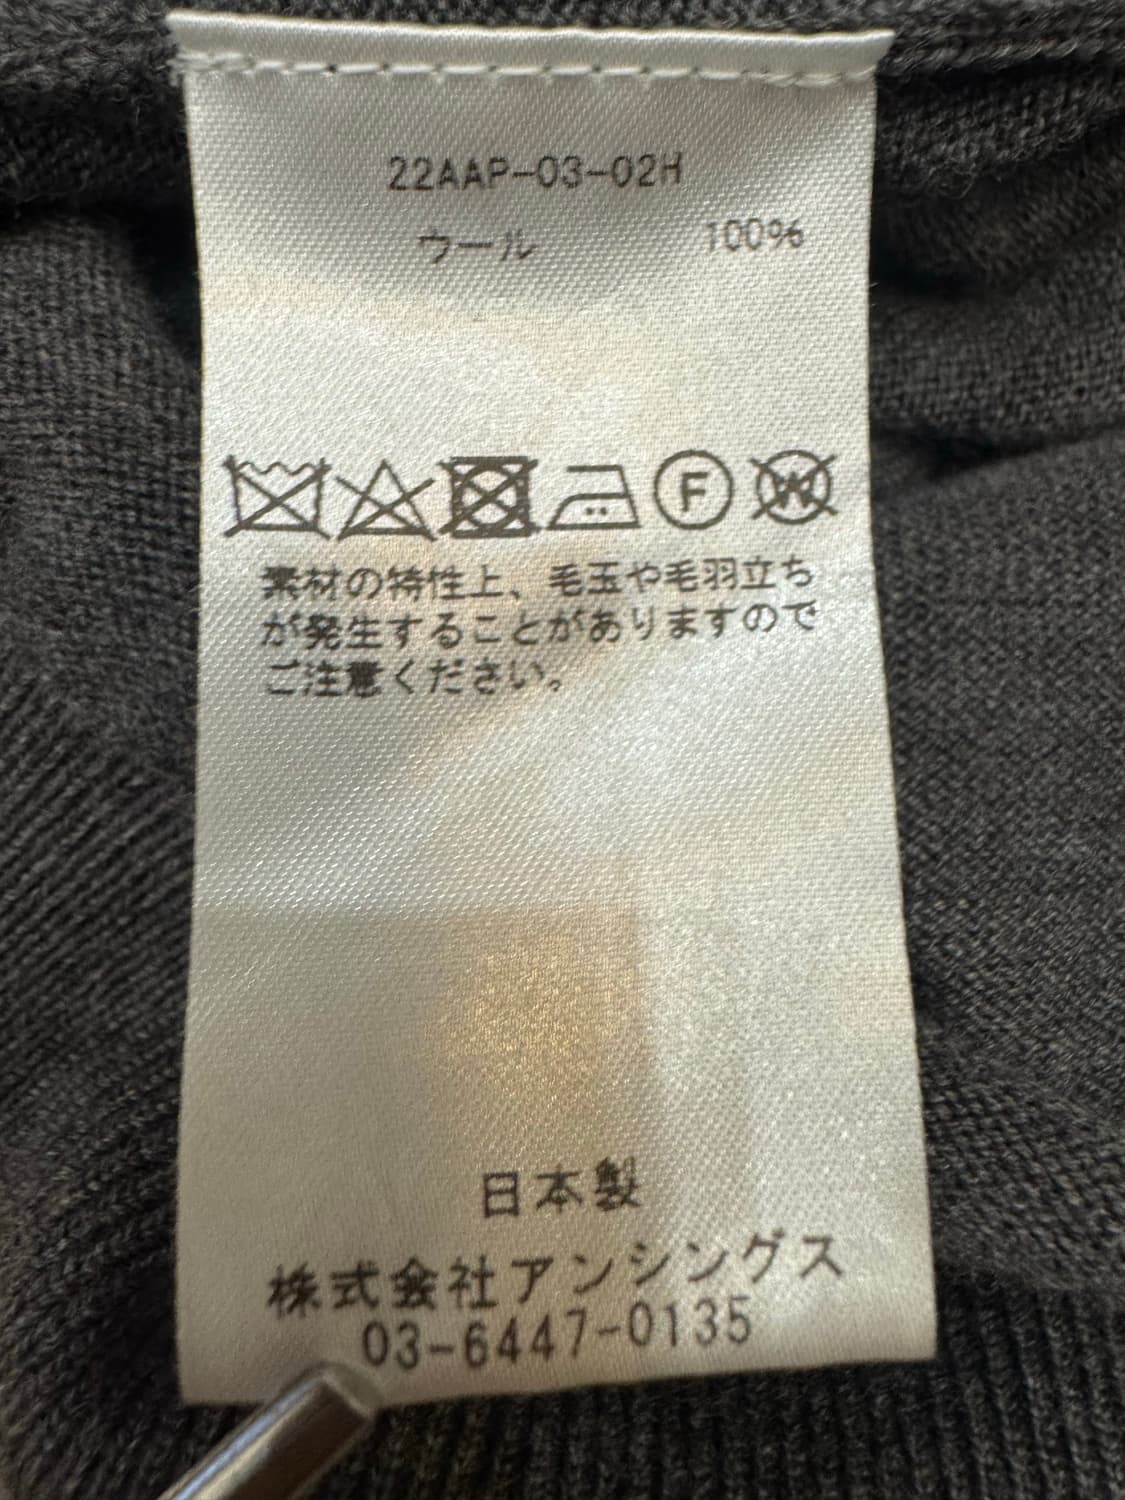 22AAP-03-02H
ウール 100%
F W
素材の特性上、毛玉や毛羽立ち
が発生することがありますので
ご注意ください。
日本製
株式会社アンシングス
03-6447-0135